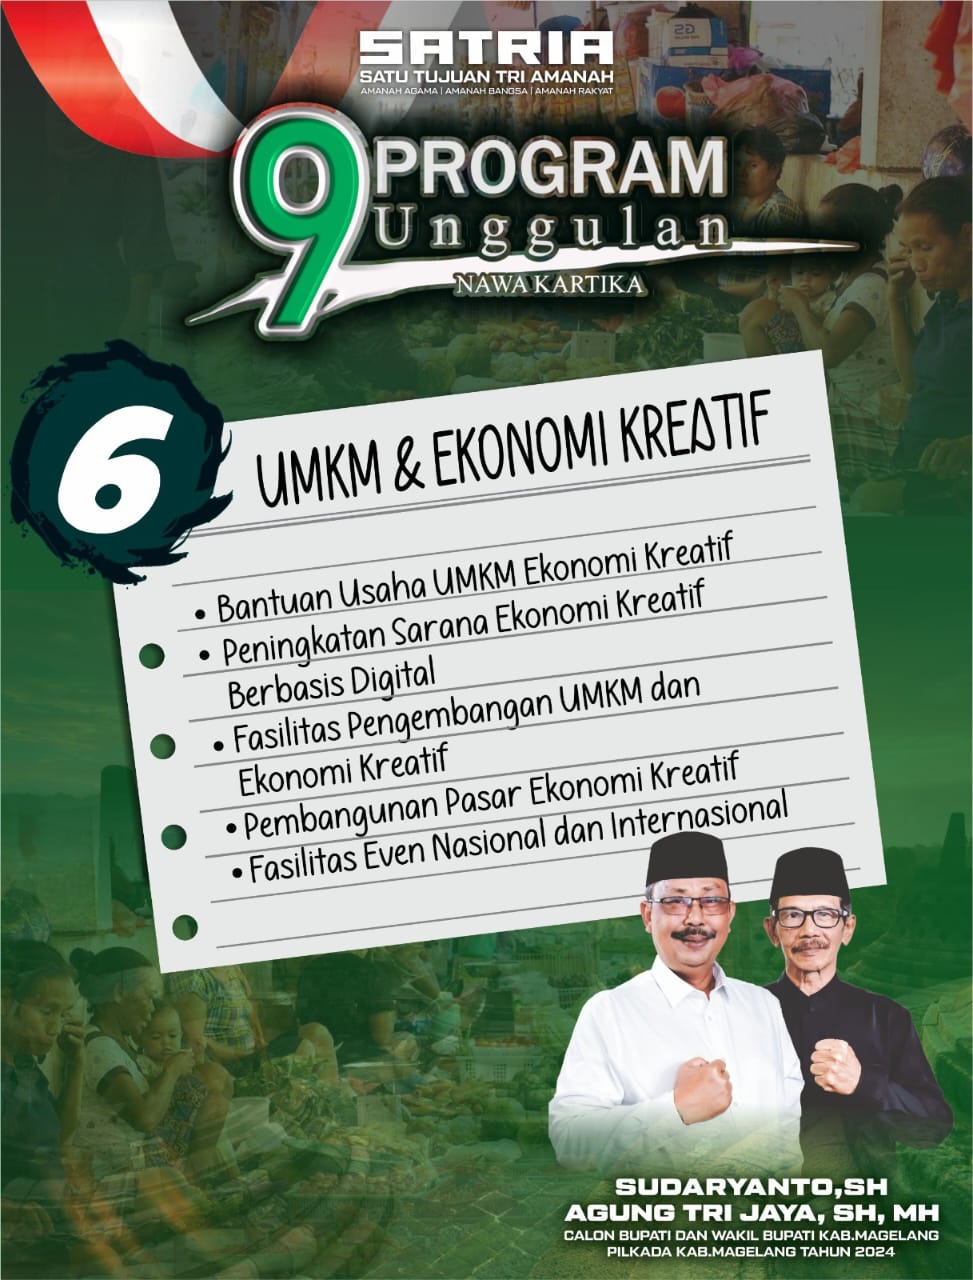 SATRIA
SATU TUJUAN TRI AMANAH
AMANAH AGAMA | AMANAH BANGSA | AMANAH RAKYAT
9 PROGRAM
Unggulan
NAWA KARTIKA
6
UMKM & EKONOMI KREATIF
• Bantuan Usaha UMKM Ekonomi Kreatif
• Peningkatan Sarana Ekonomi Kreatif
Berbasis Digital
• Fasilitas Pengembangan UMKM dan
Ekonomi Kreatif
• Pembangunan Pasar Ekonomi Kreatif
• Fasilitas Even Nasional dan Internasional
SUDARYANTO,SH
AGUNG TRI JAYA, SH, MH
CALON BUPATI DAN WAKIL BUPATI KAB.MAGELANG
PILKADA KAB.MAGELANG TAHUN 2024